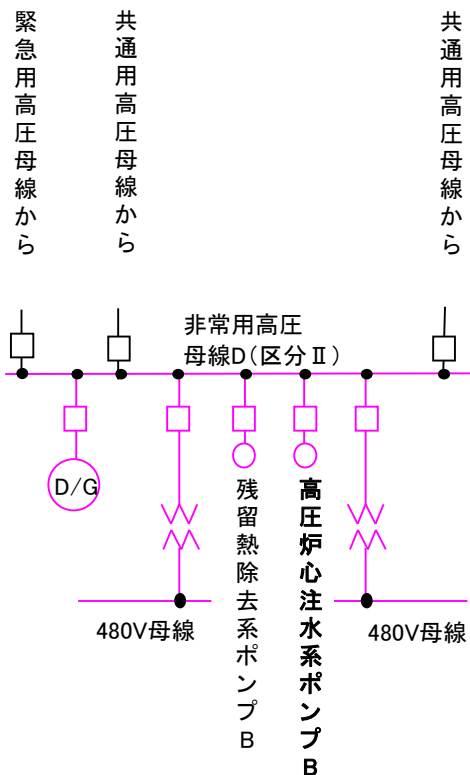 緊急用高圧母線から
共通用高圧母線から
共通用高圧母線から
非常用高圧
母線D(区分Ⅱ)
D/G
残留熱除去系ポンプB
高圧炉心注水系ポンプB
480V母線
480V母線